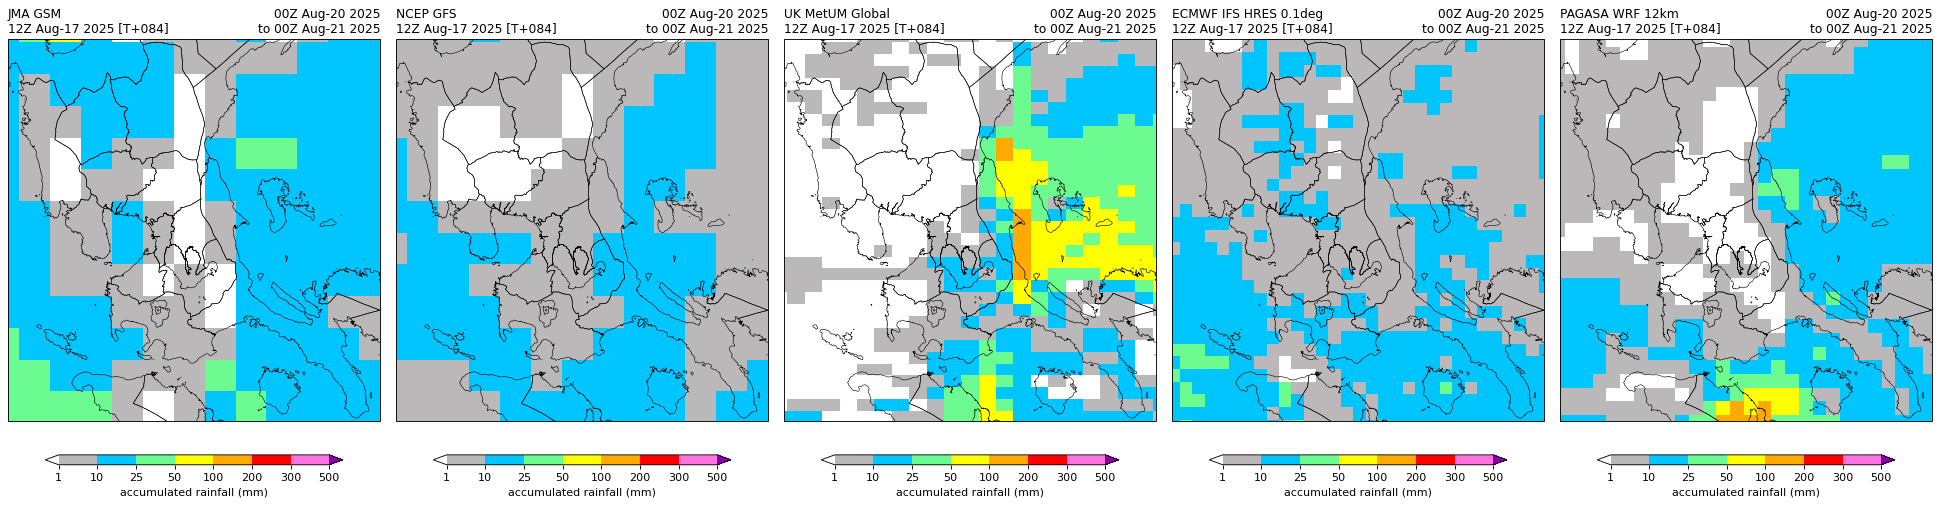 JMA GSM 00Z Aug-20 2025
12Z Aug-17 2025 [T+084] to 00Z Aug-21 2025
1 10 25 50 100 200 300 500
accumulated rainfall (mm)
NCEP GFS 00Z Aug-20 2025
12Z Aug-17 2025 [T+084] to 00Z Aug-21 2025
1 10 25 50 100 200 300 500
accumulated rainfall (mm)
UK MetUM Global 00Z Aug-20 2025
12Z Aug-17 2025 [T+084] to 00Z Aug-21 2025
1 10 25 50 100 200 300 500
accumulated rainfall (mm)
ECMWF IFS HRES 0.1deg 00Z Aug-20 2025
12Z Aug-17 2025 [T+084] to 00Z Aug-21 2025
1 10 25 50 100 200 300 500
accumulated rainfall (mm)
PAGASA WRF 12km 00Z Aug-20 2025
12Z Aug-17 2025 [T+084] to 00Z Aug-21 2025
1 10 25 50 100 200 300 500
accumulated rainfall (mm)